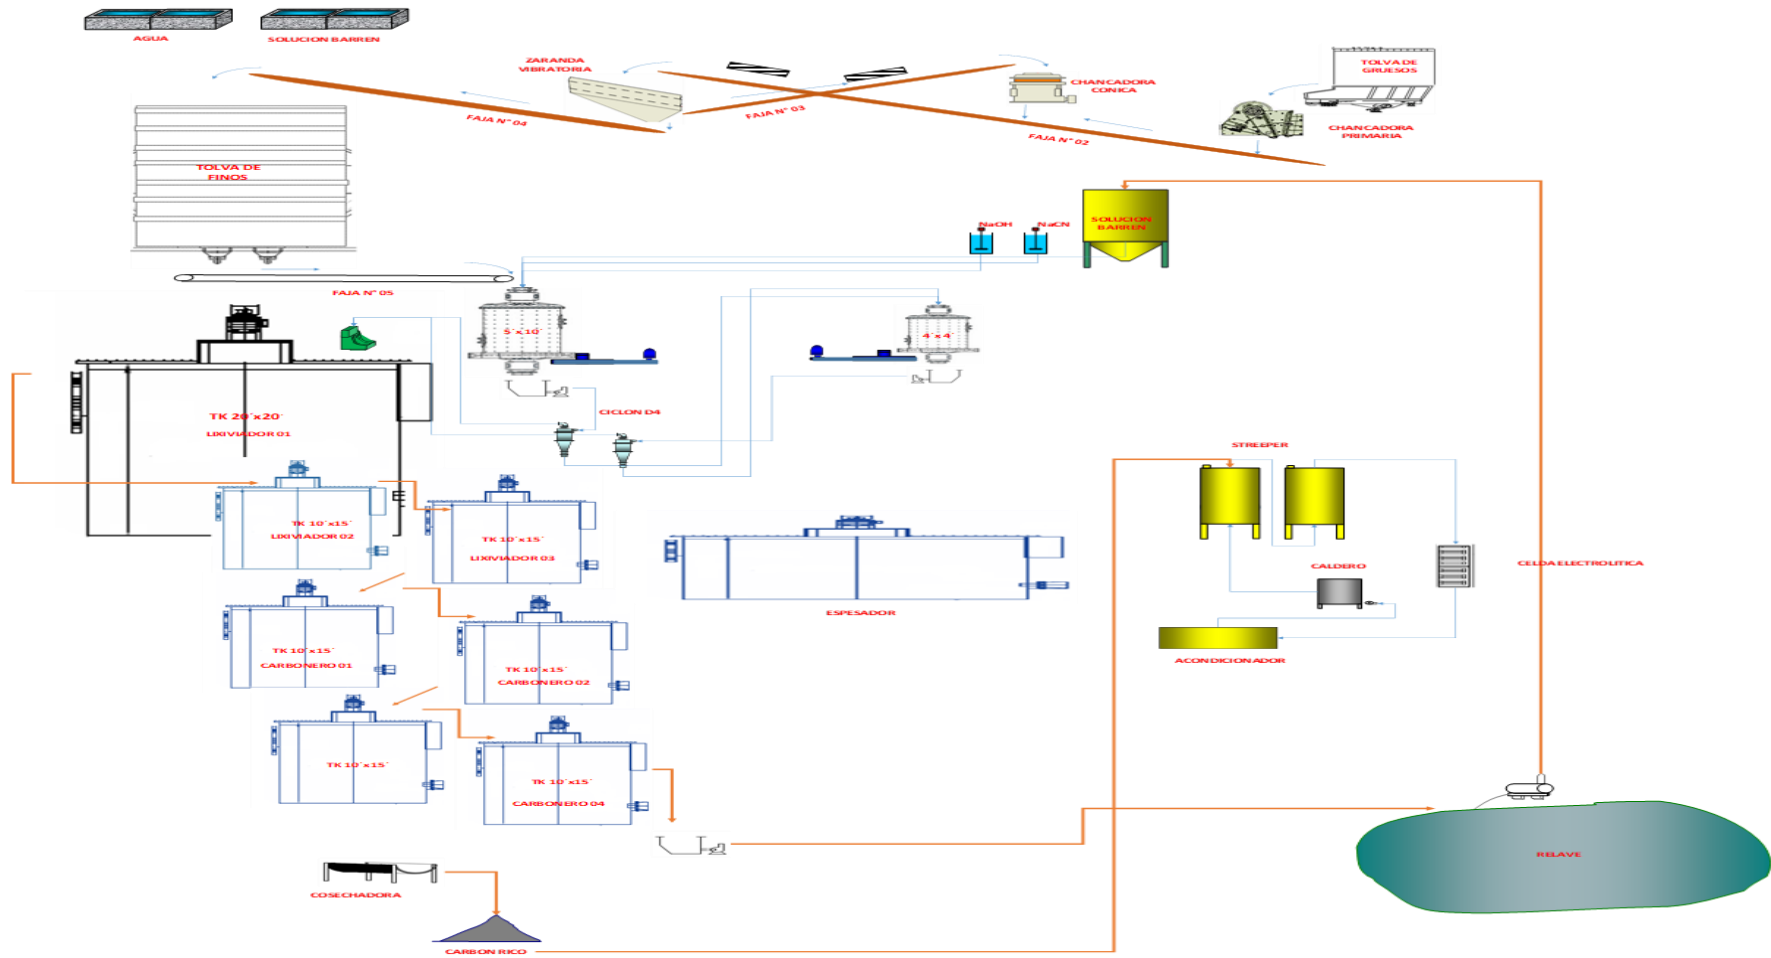 AGUA
SOLUCION BARREN
ZARANDA
VIBRATORIA
CHANCADORA
CONICA
TOLVA DE
GRUESOS
FAJA N° 04
FAJA N° 03
FAJA N° 02
CHANCADORA
PRIMARIA
TOLVA DE
FINOS
NaOH
NaCN
SOLUCION
BARREN
FAJA N° 05
5´x10´
4´x4´
CICLON D4
TK 20´x20´
LIXIVIADOR 01
STREEPER
TK 10´x15´
LIXIVIADOR 02
TK 10´x15´
LIXIVIADOR 03
CALDERO
CELDA ELECTROLITICA
ESPESADOR
TK 10´x15´
CARBONERO 01
TK 10´x15´
CARBONERO 02
ACONDICIONADOR
TK 10´x15´
TK 10´x15´
CARBONERO 04
RELAVE
COSECHADORA
CARBON RICO